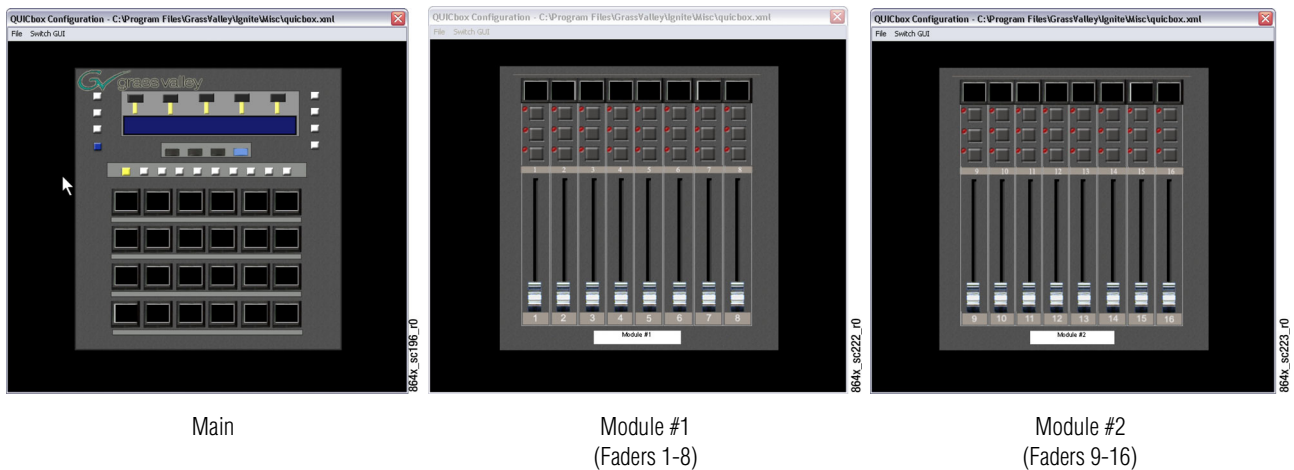 QUICbox Configuration - C:\Program Files\GrassValley\Ignite\Misc\quicbox.xml
File Switch GUI
grass valley
864x_sc196_r0
Main
QUICbox Configuration - C:\Program Files\GrassValley\Ignite\Misc\quicbox.xml
File Switch GUI
1 2 3 4 5 6 7 8
1 2 3 4 5 6 7 8
Module #1
864x_sc222_r0
Module #1
(Faders 1-8)
QUICbox Configuration - C:\Program Files\GrassValley\Ignite\Misc\quicbox.xml
File Switch GUI
9 10 11 12 13 14 15 16
9 10 11 12 13 14 15 16
Module #2
864x_sc223_r0
Module #2
(Faders 9-16)